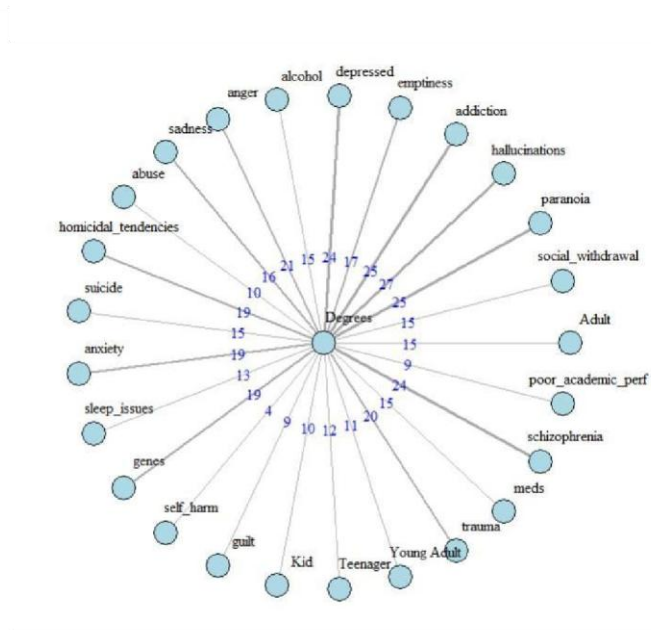 depressed
alcohol
emptiness
anger
addiction
sadness
hallucinations
abuse
paranoia
homicidal_tendencies
social_withdrawal
15 24 17
21 25
16 27
10 25
suicide
19
Degrees
15
Adult
15
15
anxiety
19
9
poor_academic_perf
13
24
sleep_issues
19
15
4
20
schizophrenia
9 10 12 11
genes
meds
self_harm
trauma
guilt
Kid
Teenager
Young Adult